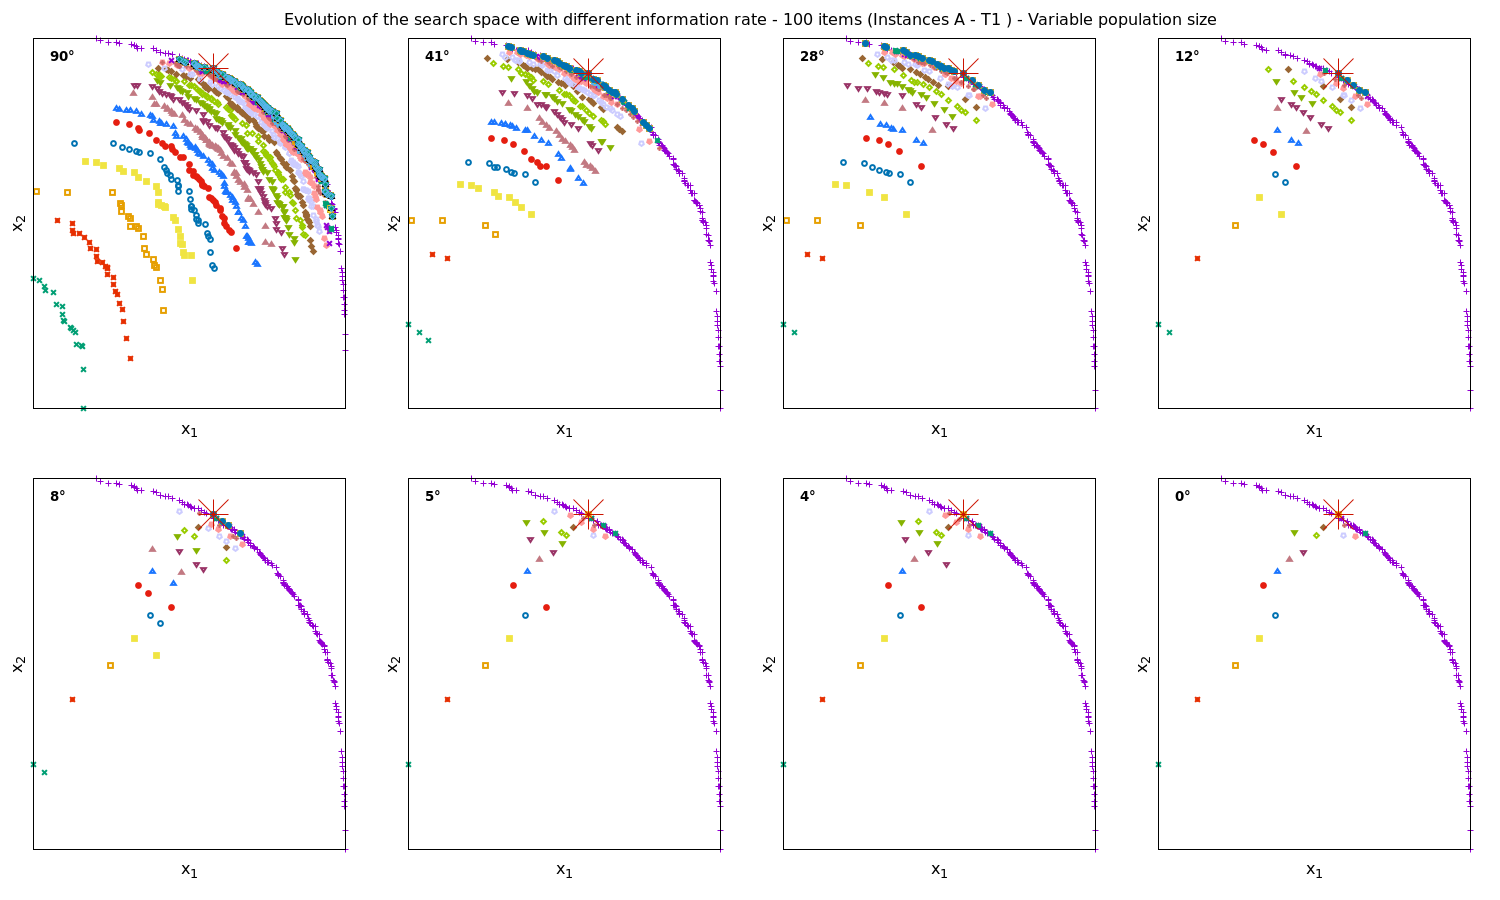 Evolution of the search space with different information rate - 100 items (Instances A - T1 ) - Variable population size
90° 41° 28° 12°
x₂ x₂ x₂ x₂
x₁ x₁ x₁ x₁
8° 5° 4° 0°
x₂ x₂ x₂ x₂
x₁ x₁ x₁ x₁